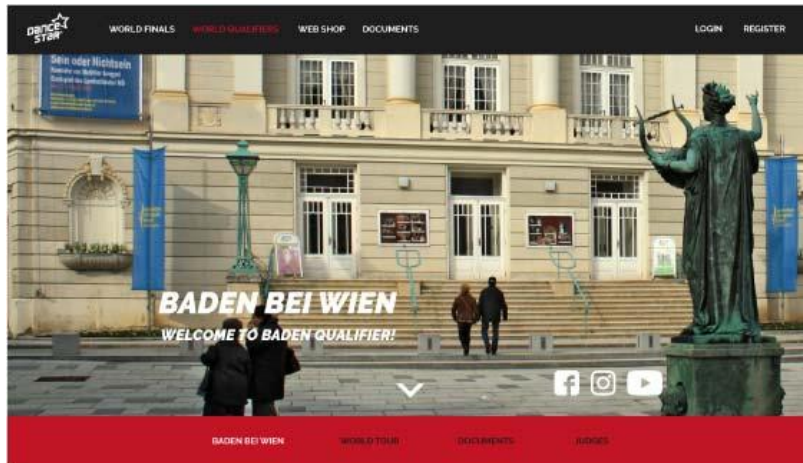 DANCE STAR
WORLD FINALS
WORLD QUALIFIERS
WEB SHOP
DOCUMENTS
LOGIN
REGISTER
Sein oder Nichtsein
BADEN BEI WIEN
WELCOME TO BADEN QUALIFIER!
BADEN BEI WIEN
WORLD TOUR
DOCUMENTS
JUDGES